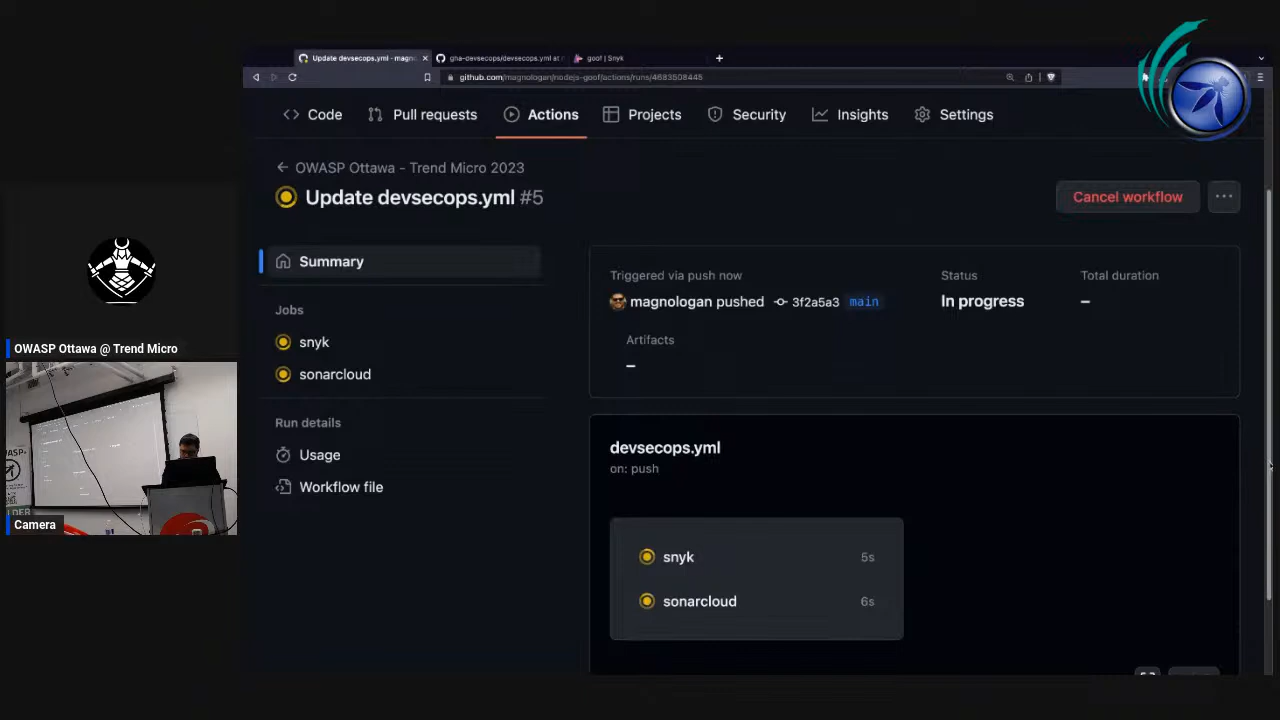 Update devsecops.yml - magno
gha-devsecops/devsecops.yml at
goof | Snyk
github.com/magnologan/nodejs-goof/actions/runs/4683508445
Code
Pull requests
Actions
Projects
Security
Insights
Settings
OWASP Ottawa - Trend Micro 2023
Update devsecops.yml #5
Cancel workflow
Summary
Jobs
snyk
sonarcloud
Run details
Usage
Workflow file
Triggered via push now
magnologan pushed 3f2a5a3 main
Status
In progress
Total duration
–
Artifacts
–
devsecops.yml
on: push
snyk 5s
sonarcloud 6s
OWASP Ottawa @ Trend Micro
Camera